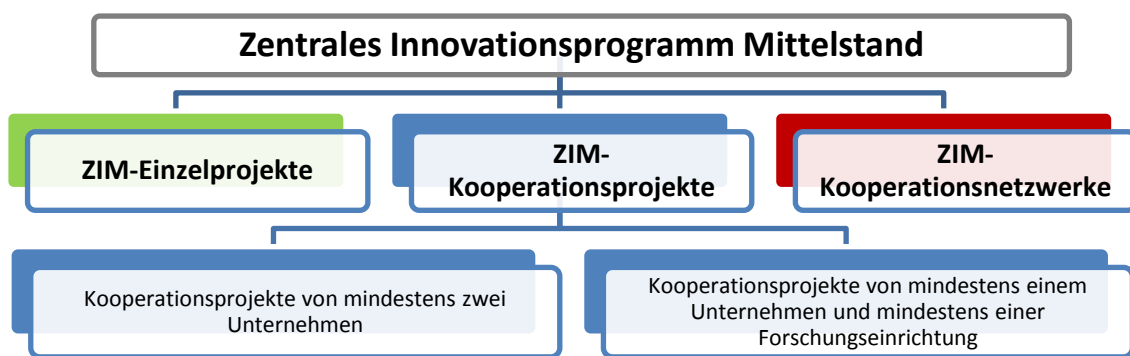 Zentrales Innovationsprogramm Mittelstand
ZIM-Einzelprojekte
ZIM-
Kooperationsprojekte
ZIM-
Kooperationsnetzwerke
Kooperationsprojekte von mindestens zwei
Unternehmen
Kooperationsprojekte von mindestens einem
Unternehmen und mindestens einer
Forschungseinrichtung